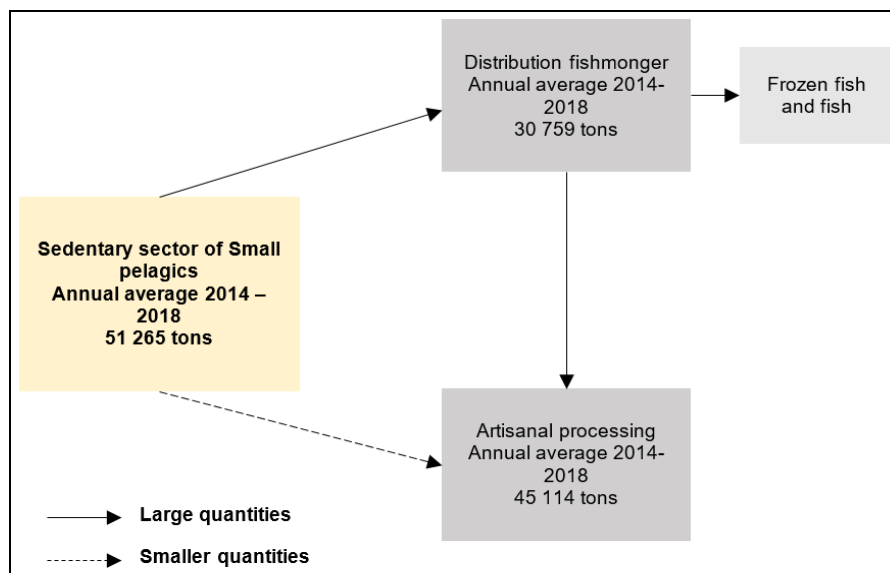 Distribution fishmonger
Annual average 2014-
2018
30 759 tons
Frozen fish
and fish
Sedentary sector of Small
pelagics
Annual average 2014 –
2018
51 265 tons
Artisanal processing
Annual average 2014-
2018
45 114 tons
Large quantities
Smaller quantities